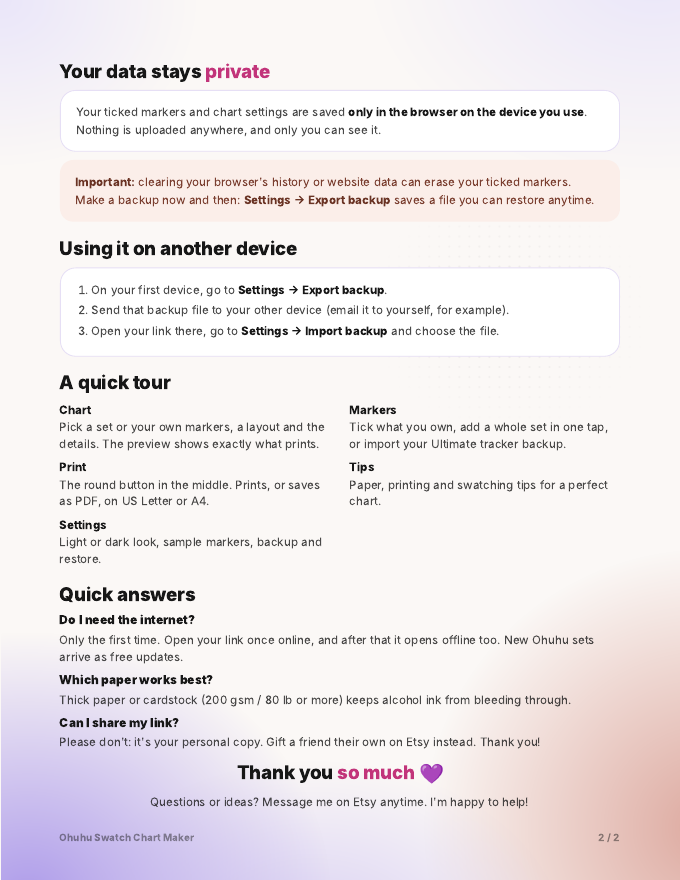 Your data stays private
Your ticked markers and chart settings are saved only in the browser on the device you use.
Nothing is uploaded anywhere, and only you can see it.
Important: clearing your browser's history or website data can erase your ticked markers.
Make a backup now and then: Settings → Export backup saves a file you can restore anytime.
Using it on another device
1. On your first device, go to Settings → Export backup.
2. Send that backup file to your other device (email it to yourself, for example).
3. Open your link there, go to Settings → Import backup and choose the file.
A quick tour
Chart
Pick a set or your own markers, a layout and the
details. The preview shows exactly what prints.
Markers
Tick what you own, add a whole set in one tap,
or import your Ultimate tracker backup.
Print
The round button in the middle. Prints, or saves
as PDF, on US Letter or A4.
Tips
Paper, printing and swatching tips for a perfect
chart.
Settings
Light or dark look, sample markers, backup and
restore.
Quick answers
Do I need the internet?
Only the first time. Open your link once online, and after that it opens offline too. New Ohuhu sets
arrive as free updates.
Which paper works best?
Thick paper or cardstock (200 gsm / 80 lb or more) keeps alcohol ink from bleeding through.
Can I share my link?
Please don't: it's your personal copy. Gift a friend their own on Etsy instead. Thank you!
Thank you so much 💜
Questions or ideas? Message me on Etsy anytime. I'm happy to help!
Ohuhu Swatch Chart Maker
2 / 2